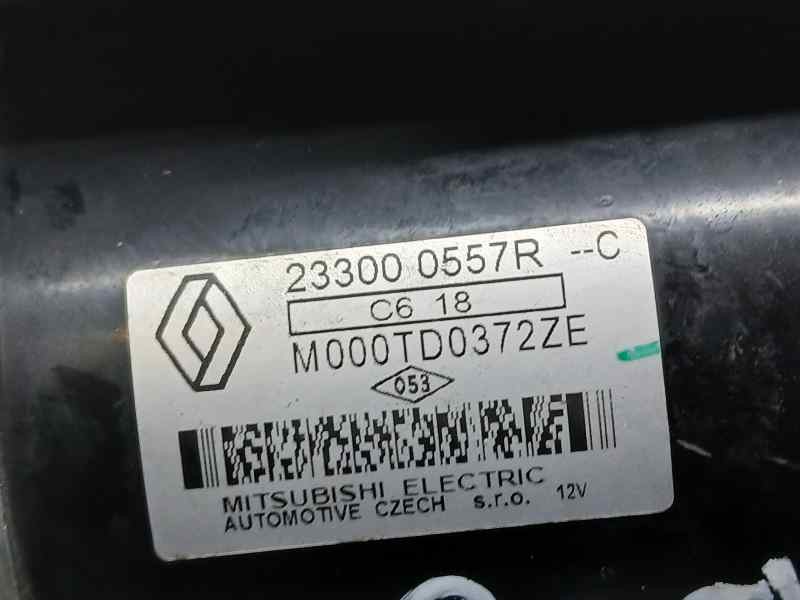 23300 0557R --C
C6 18
M000TD0372ZE
053
MITSUBISHI ELECTRIC
AUTOMOTIVE CZECH s.r.o. 12V